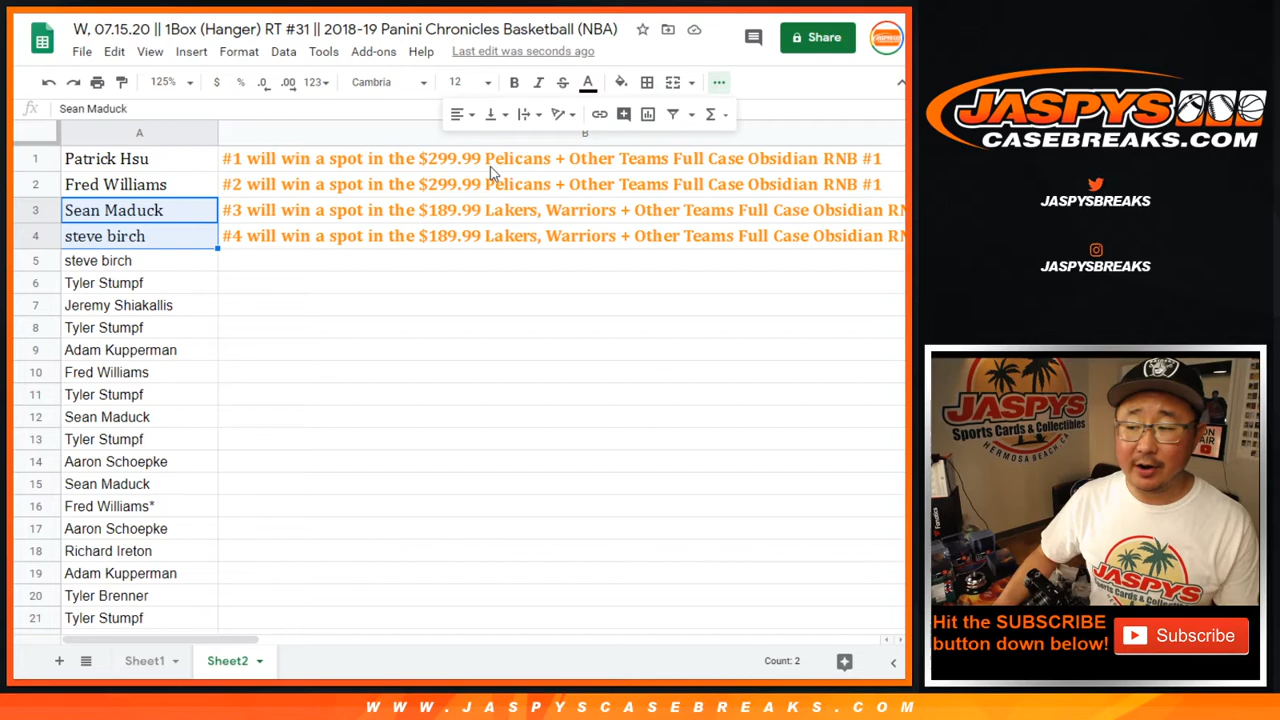 W, 07.15.20 || 1Box (Hanger) RT #31 || 2018-19 Panini Chronicles Basketball (NBA)
File Edit View Insert Format Data Tools Add-ons Help Last edit was seconds ago
Share
125% $ % .0 .00 123 Cambria 12 B I S A
fx Sean Maduck
A B
1 Patrick Hsu #1 will win a spot in the $299.99 Pelicans + Other Teams Full Case Obsidian RNB #1
2 Fred Williams #2 will win a spot in the $299.99 Pelicans + Other Teams Full Case Obsidian RNB #1
3 Sean Maduck #3 will win a spot in the $189.99 Lakers, Warriors + Other Teams Full Case Obsidian RN
4 steve birch #4 will win a spot in the $189.99 Lakers, Warriors + Other Teams Full Case Obsidian RN
5 steve birch
6 Tyler Stumpf
7 Jeremy Shiakallis
8 Tyler Stumpf
9 Adam Kupperman
10 Fred Williams
11 Tyler Stumpf
12 Sean Maduck
13 Tyler Stumpf
14 Aaron Schoepke
15 Sean Maduck
16 Fred Williams*
17 Aaron Schoepke
18 Richard Ireton
19 Adam Kupperman
20 Tyler Brenner
21 Tyler Stumpf
Sheet1 Sheet2 Count: 2
JASPYS
CASEBREAKS.COM
JASPYSBREAKS
JASPYSBREAKS
JASPYS
Sports Cards & Collectibles
HERMOSA BEACH, CA
ON
AIR
JASPYS
Hit the SUBSCRIBE
button down below!
Subscribe
WWW.JASPYSCASEBREAKS.COM